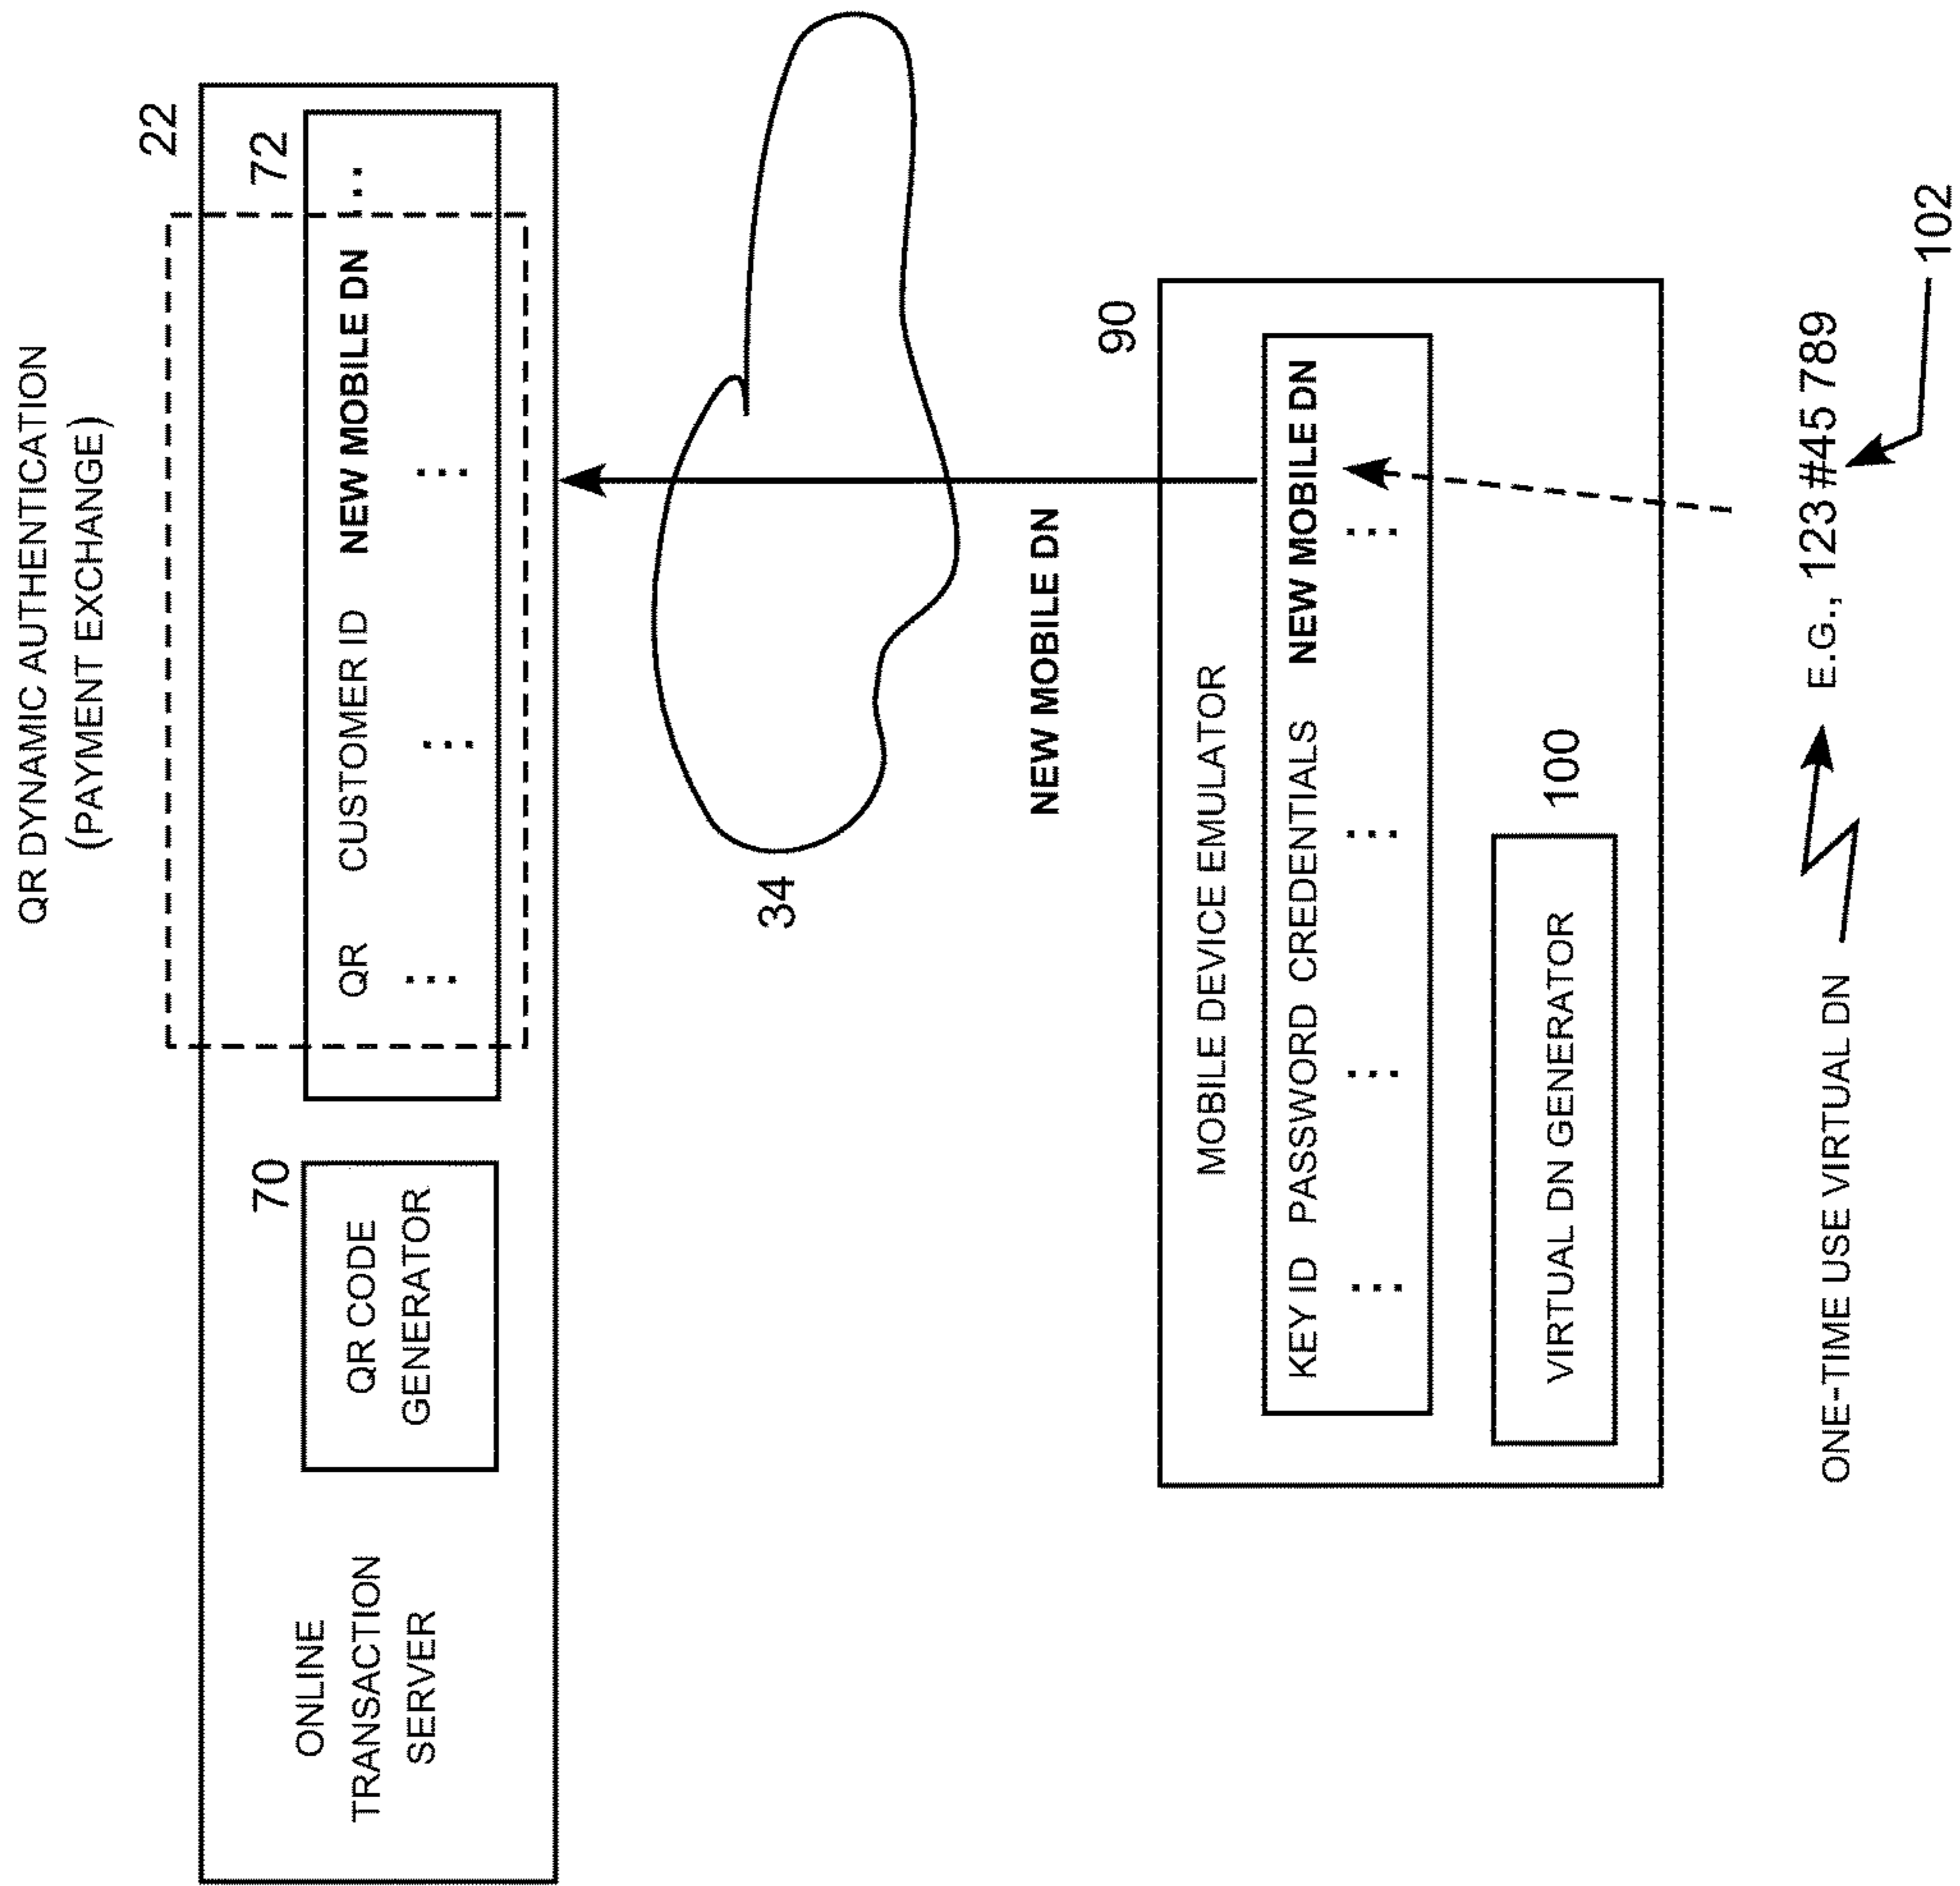 QR DYNAMIC AUTHENTICATION
(PAYMENT EXCHANGE)
22
72
70
ONLINE
TRANSACTION
SERVER
QR CODE
GENERATOR
QR CUSTOMER ID NEW MOBILE DN ...
... ... ...
34
NEW MOBILE DN
90
MOBILE DEVICE EMULATOR
KEY ID PASSWORD CREDENTIALS NEW MOBILE DN
... ... ... ...
100
VIRTUAL DN GENERATOR
ONE-TIME USE VIRTUAL DN
E.G., 123 #45 789
102